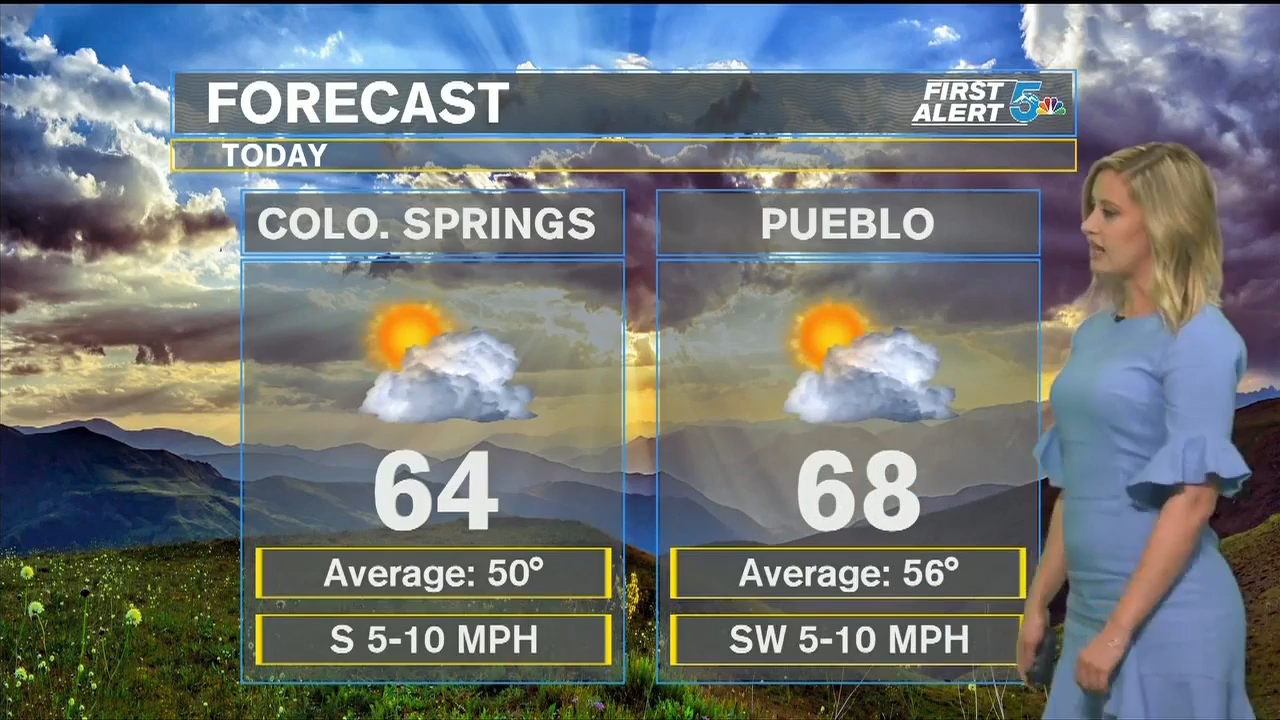 FORECAST
FIRST
ALERT 5
TODAY
COLO. SPRINGS
PUEBLO
64
68
Average: 50°
Average: 56°
S 5-10 MPH
SW 5-10 MPH